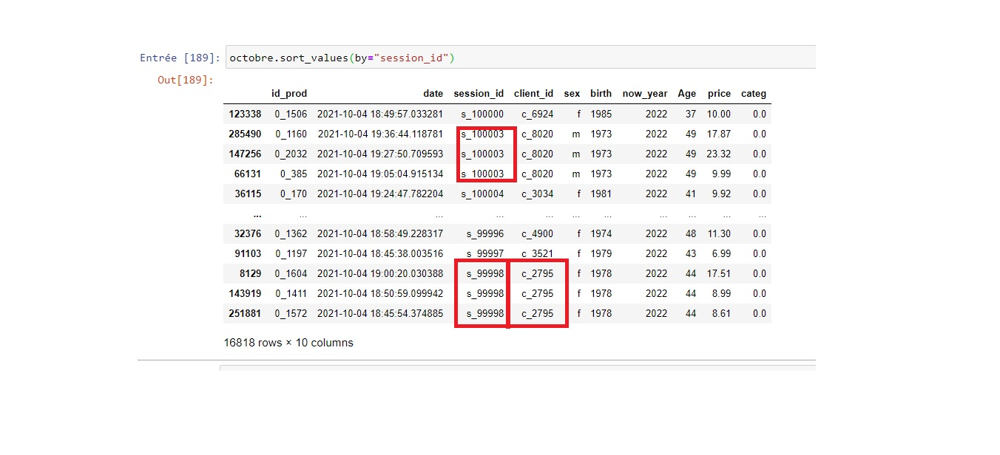 Entrée [189]: octobre.sort_values(by="session_id")
Out[189]:
id_prod date session_id client_id sex birth now_year Age price categ
123338 0_1506 2021-10-04 18:49:57.033281 s_100000 c_6924 f 1985 2022 37 10.00 0.0
285490 0_1160 2021-10-04 19:36:44.118781 s_100003 c_8020 m 1973 2022 49 17.87 0.0
147256 0_2032 2021-10-04 19:27:50.709593 s_100003 c_8020 m 1973 2022 49 23.32 0.0
66131 0_385 2021-10-04 19:05:04.915134 s_100003 c_8020 m 1973 2022 49 9.99 0.0
36115 0_170 2021-10-04 19:24:47.782204 s_100004 c_3034 f 1981 2022 41 9.92 0.0
... ... ... ... ... ... ... ... ... ... ...
32376 0_1362 2021-10-04 18:58:49.228317 s_99996 c_4900 f 1974 2022 48 11.30 0.0
91103 0_1197 2021-10-04 18:45:38.003516 s_99997 c_3521 f 1979 2022 43 6.99 0.0
8129 0_1604 2021-10-04 19:00:20.030388 s_99998 c_2795 f 1978 2022 44 17.51 0.0
143919 0_1411 2021-10-04 18:50:59.099942 s_99998 c_2795 f 1978 2022 44 8.99 0.0
251881 0_1572 2021-10-04 18:45:54.374885 s_99998 c_2795 f 1978 2022 44 8.61 0.0
16818 rows × 10 columns